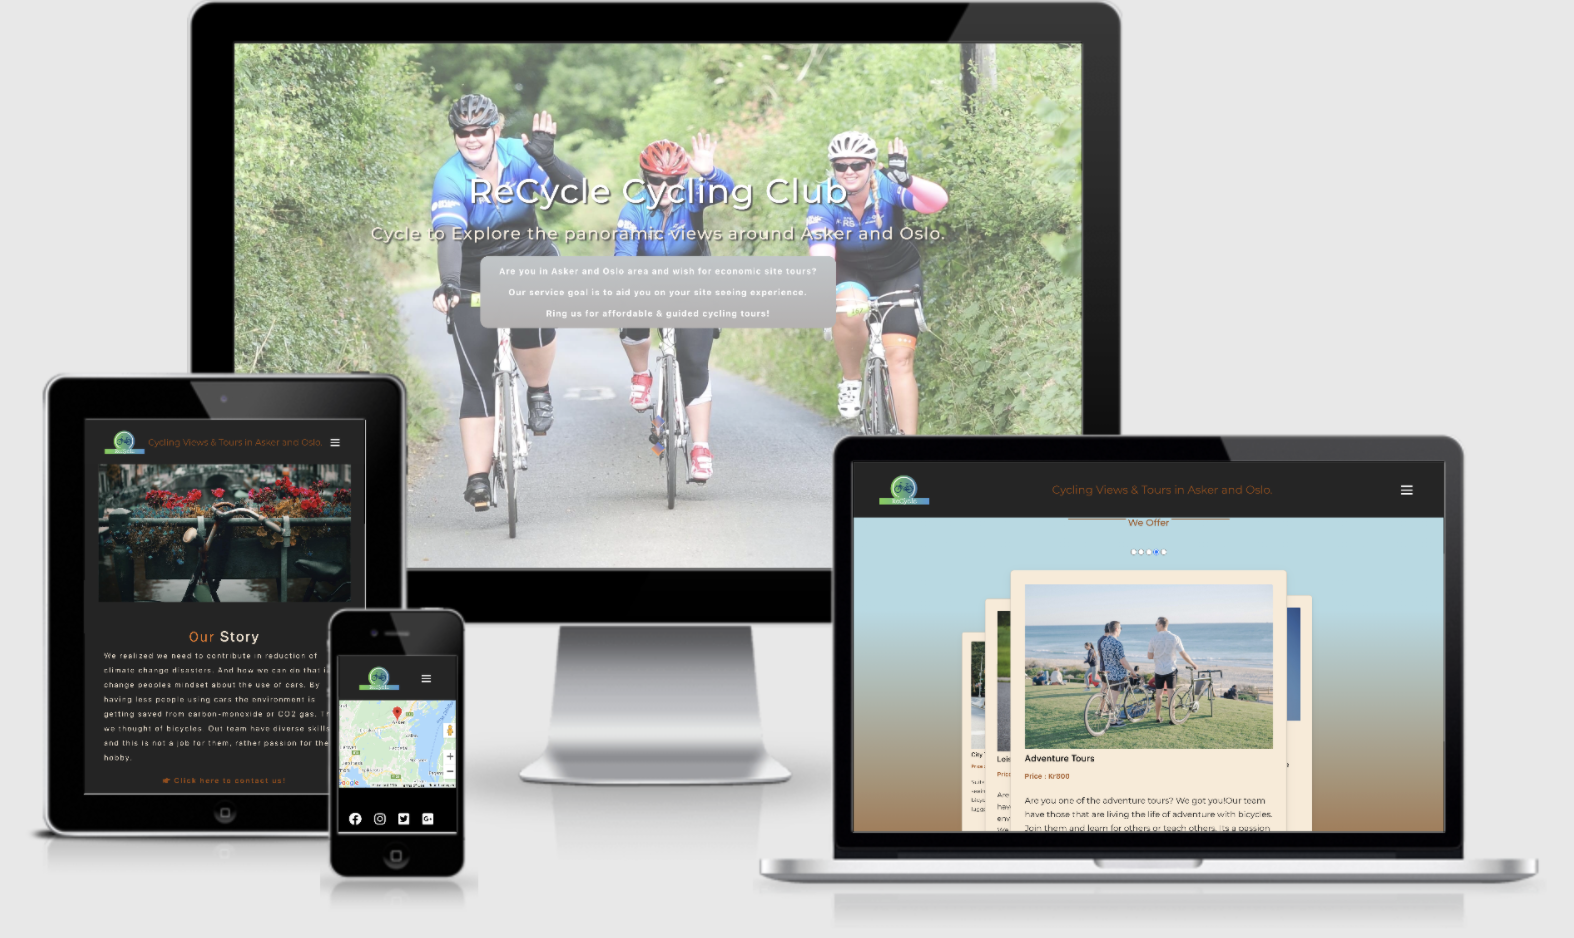 ReCycle Cycling Club
Cycle to Explore the panoramic views around Asker and Oslo.
Are you in Asker and Oslo area and wish for economic site tours?
Our service goal is to aid you on your site seeing experience.
Ring us for affordable & guided cycling tours!
Cycling Views & Tours in Asker and Oslo.
Our Story
We realized we need to contribute in reduction of
climate change disasters. And how we can do that i
change peoples mindset about the use of cars. By
having less people using cars the environment is
getting saved from carbon-monoxide or CO2 gas. T
we thought of bicycles. Out team have diverse skills
and this is not a job for them, rather passion for the
hobby.
Click here to contact us!
Asker
ReCycle
Cycling Views & Tours in Asker and Oslo.
We Offer
City
Leis
Pric
Are
hav
env
We
Adventure Tours
Price : Kr800
Are you one of the adventure tours? We got you!Our team
have those that are living the life of adventure with bicycles.
Join them and learn for others or teach others. Its a passion